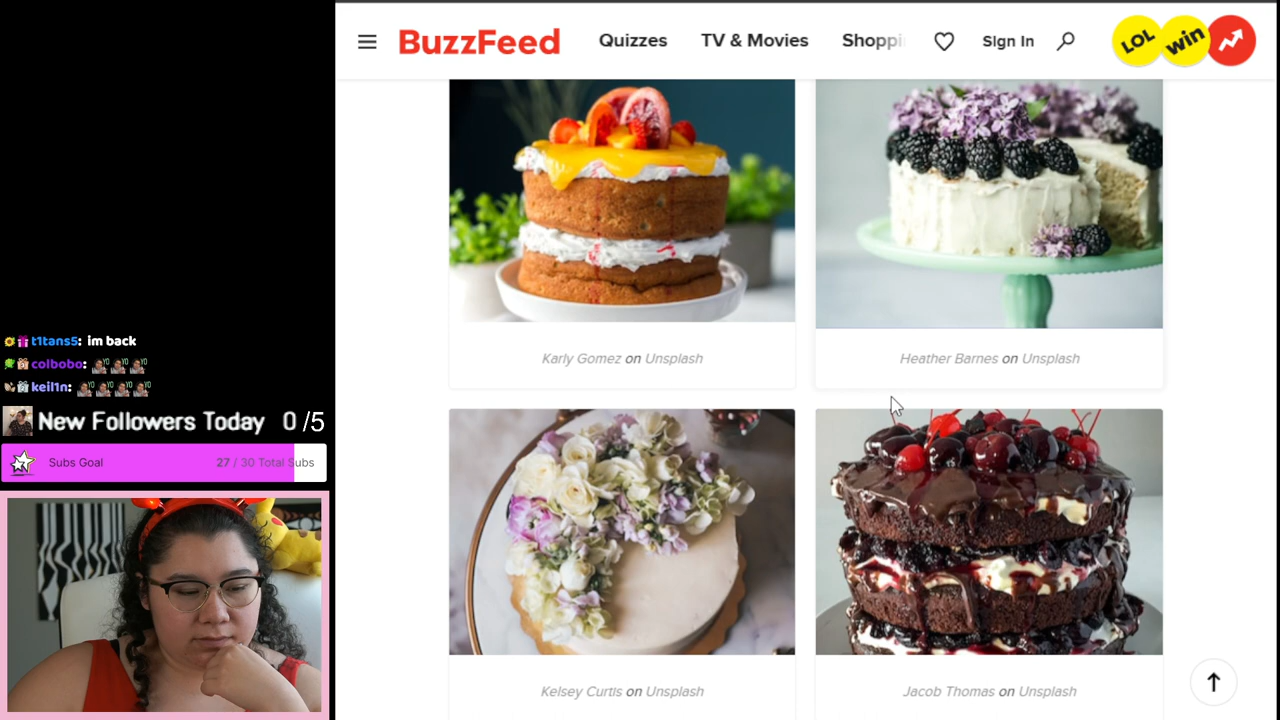 BuzzFeed
Quizzes
TV & Movies
Shoppi
Sign In
LOL
win
Karly Gomez on Unsplash
Heather Barnes on Unsplash
t1tans5: im back
colbobo:
keil1n:
New Followers Today 0 /5
Subs Goal 27 / 30 Total Subs
Kelsey Curtis on Unsplash
Jacob Thomas on Unsplash